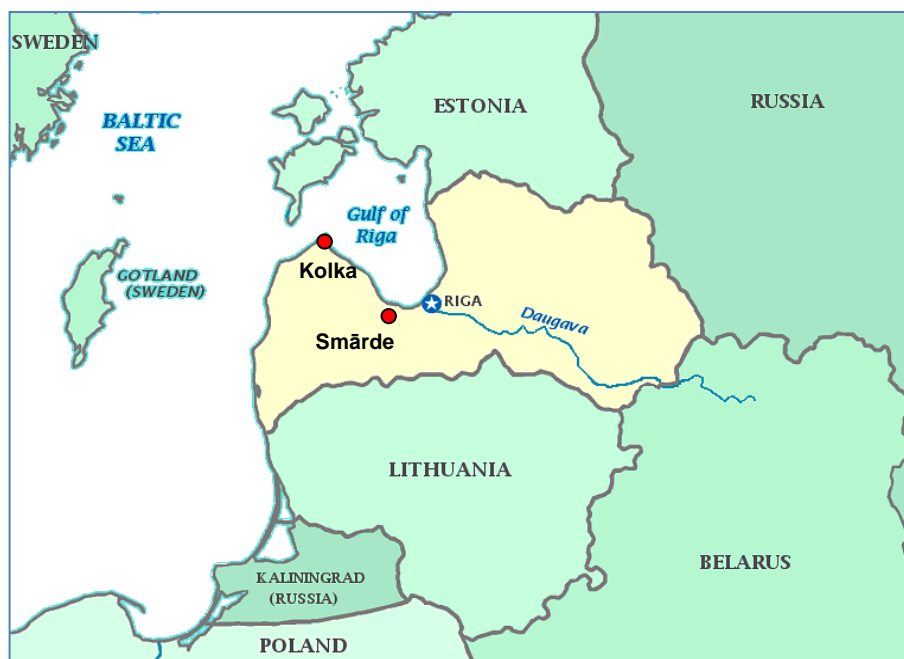 SWEDEN
BALTIC
SEA
ESTONIA
RUSSIA
Gulf of
Riga
Kolka
GOTLAND
(SWEDEN)
RIGA
Smārde
Daugava
LITHUANIA
BELARUS
KALININGRAD
(RUSSIA)
POLAND